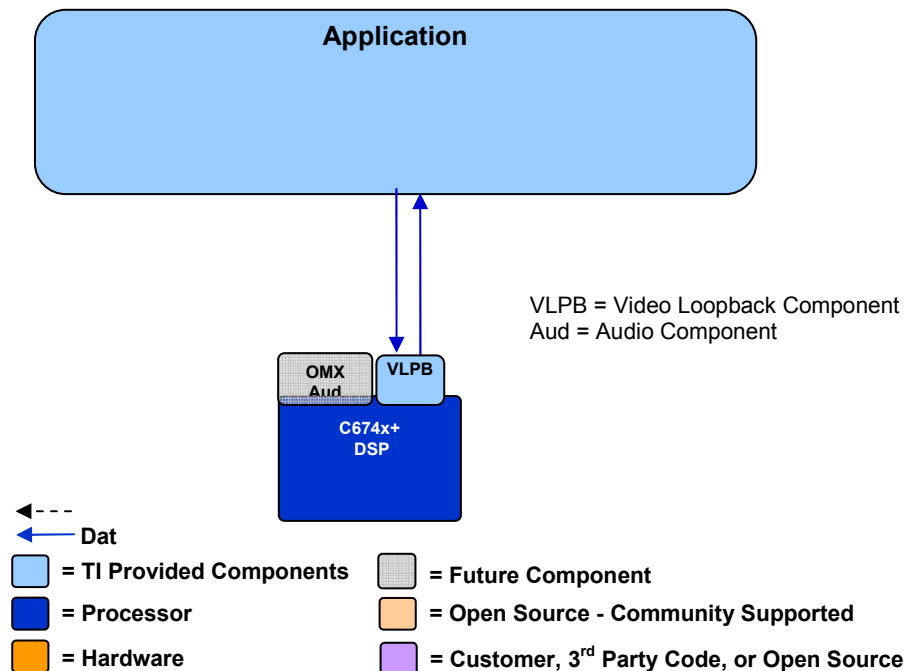 Application
VLPB = Video Loopback Component
Aud = Audio Component
OMX
Aud
VLPB
C674x+
DSP
Dat
= TI Provided Components
= Future Component
= Processor
= Open Source - Community Supported
= Hardware
= Customer, 3rd Party Code, or Open Source